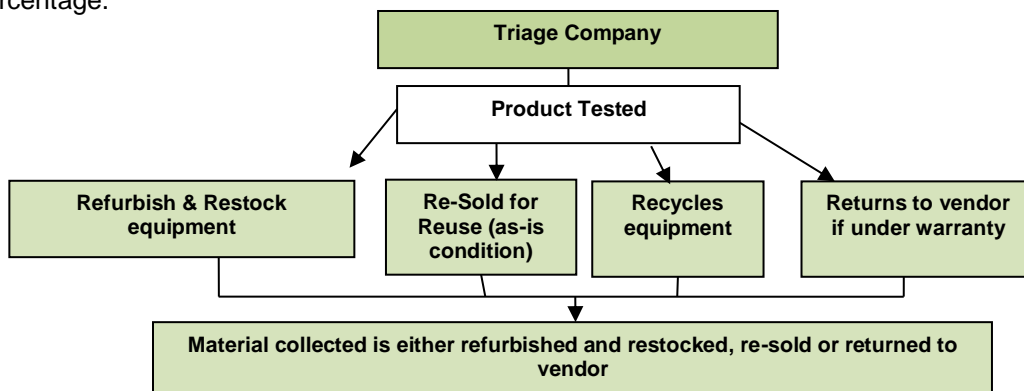 rcentage.
Triage Company
Product Tested
Refurbish & Restock
equipment
Re-Sold for
Reuse (as-is
condition)
Recycles
equipment
Returns to vendor
if under warranty
Material collected is either refurbished and restocked, re-sold or returned to
vendor